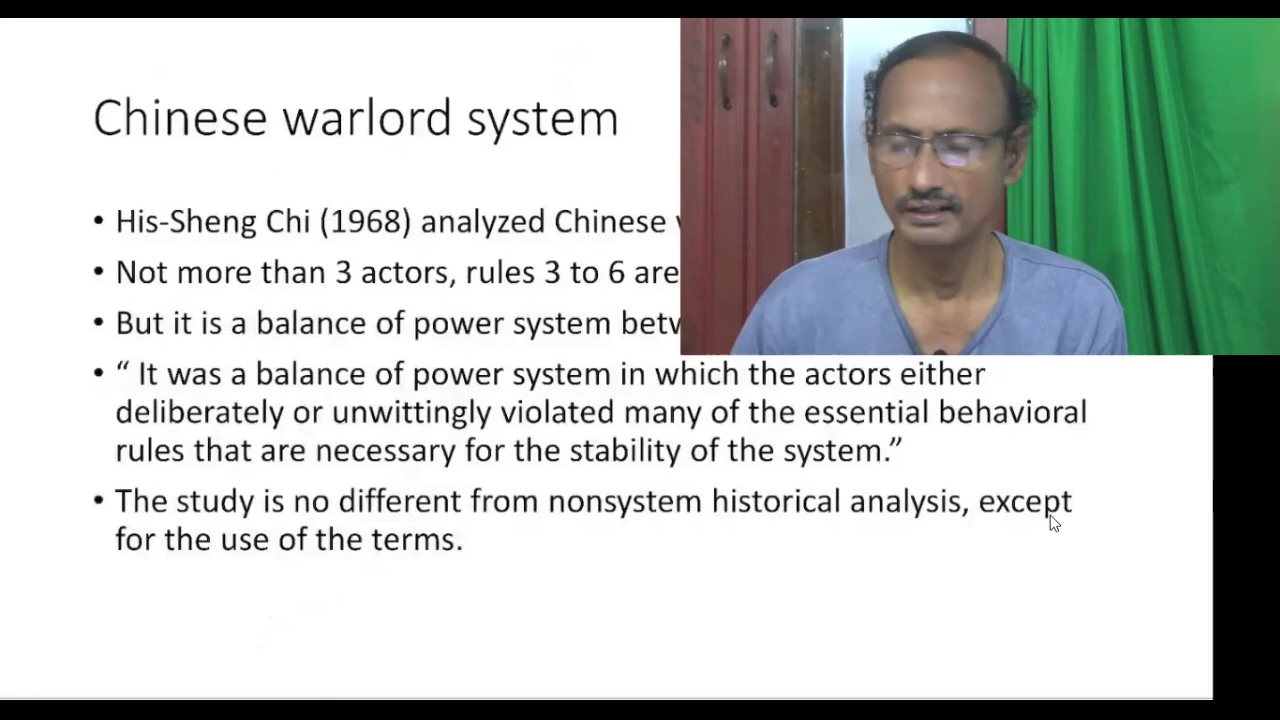 Chinese warlord system
• His-Sheng Chi (1968) analyzed Chinese
• Not more than 3 actors, rules 3 to 6 are
• But it is a balance of power system
• “ It was a balance of power system in which the actors either
deliberately or unwittingly violated many of the essential behavioral
rules that are necessary for the stability of the system.”
• The study is no different from nonsystem historical analysis, except
for the use of the terms.